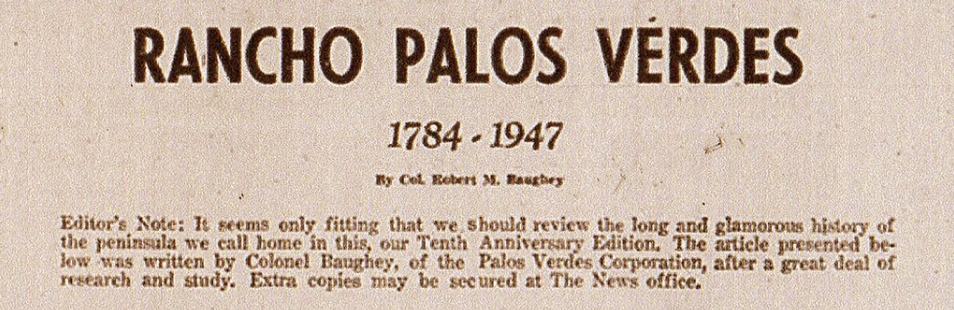 RANCHO PALOS VERDES
1784 - 1947
By Col. Robert M. Baughey
Editor's Note: It seems only fitting that we should review the long and glamorous history of
the peninsula we call home in this, our Tenth Anniversary Edition. The article presented be-
low was written by Colonel Baughey, of the Palos Verdes Corporation, after a great deal of
research and study. Extra copies may be secured at The News office.